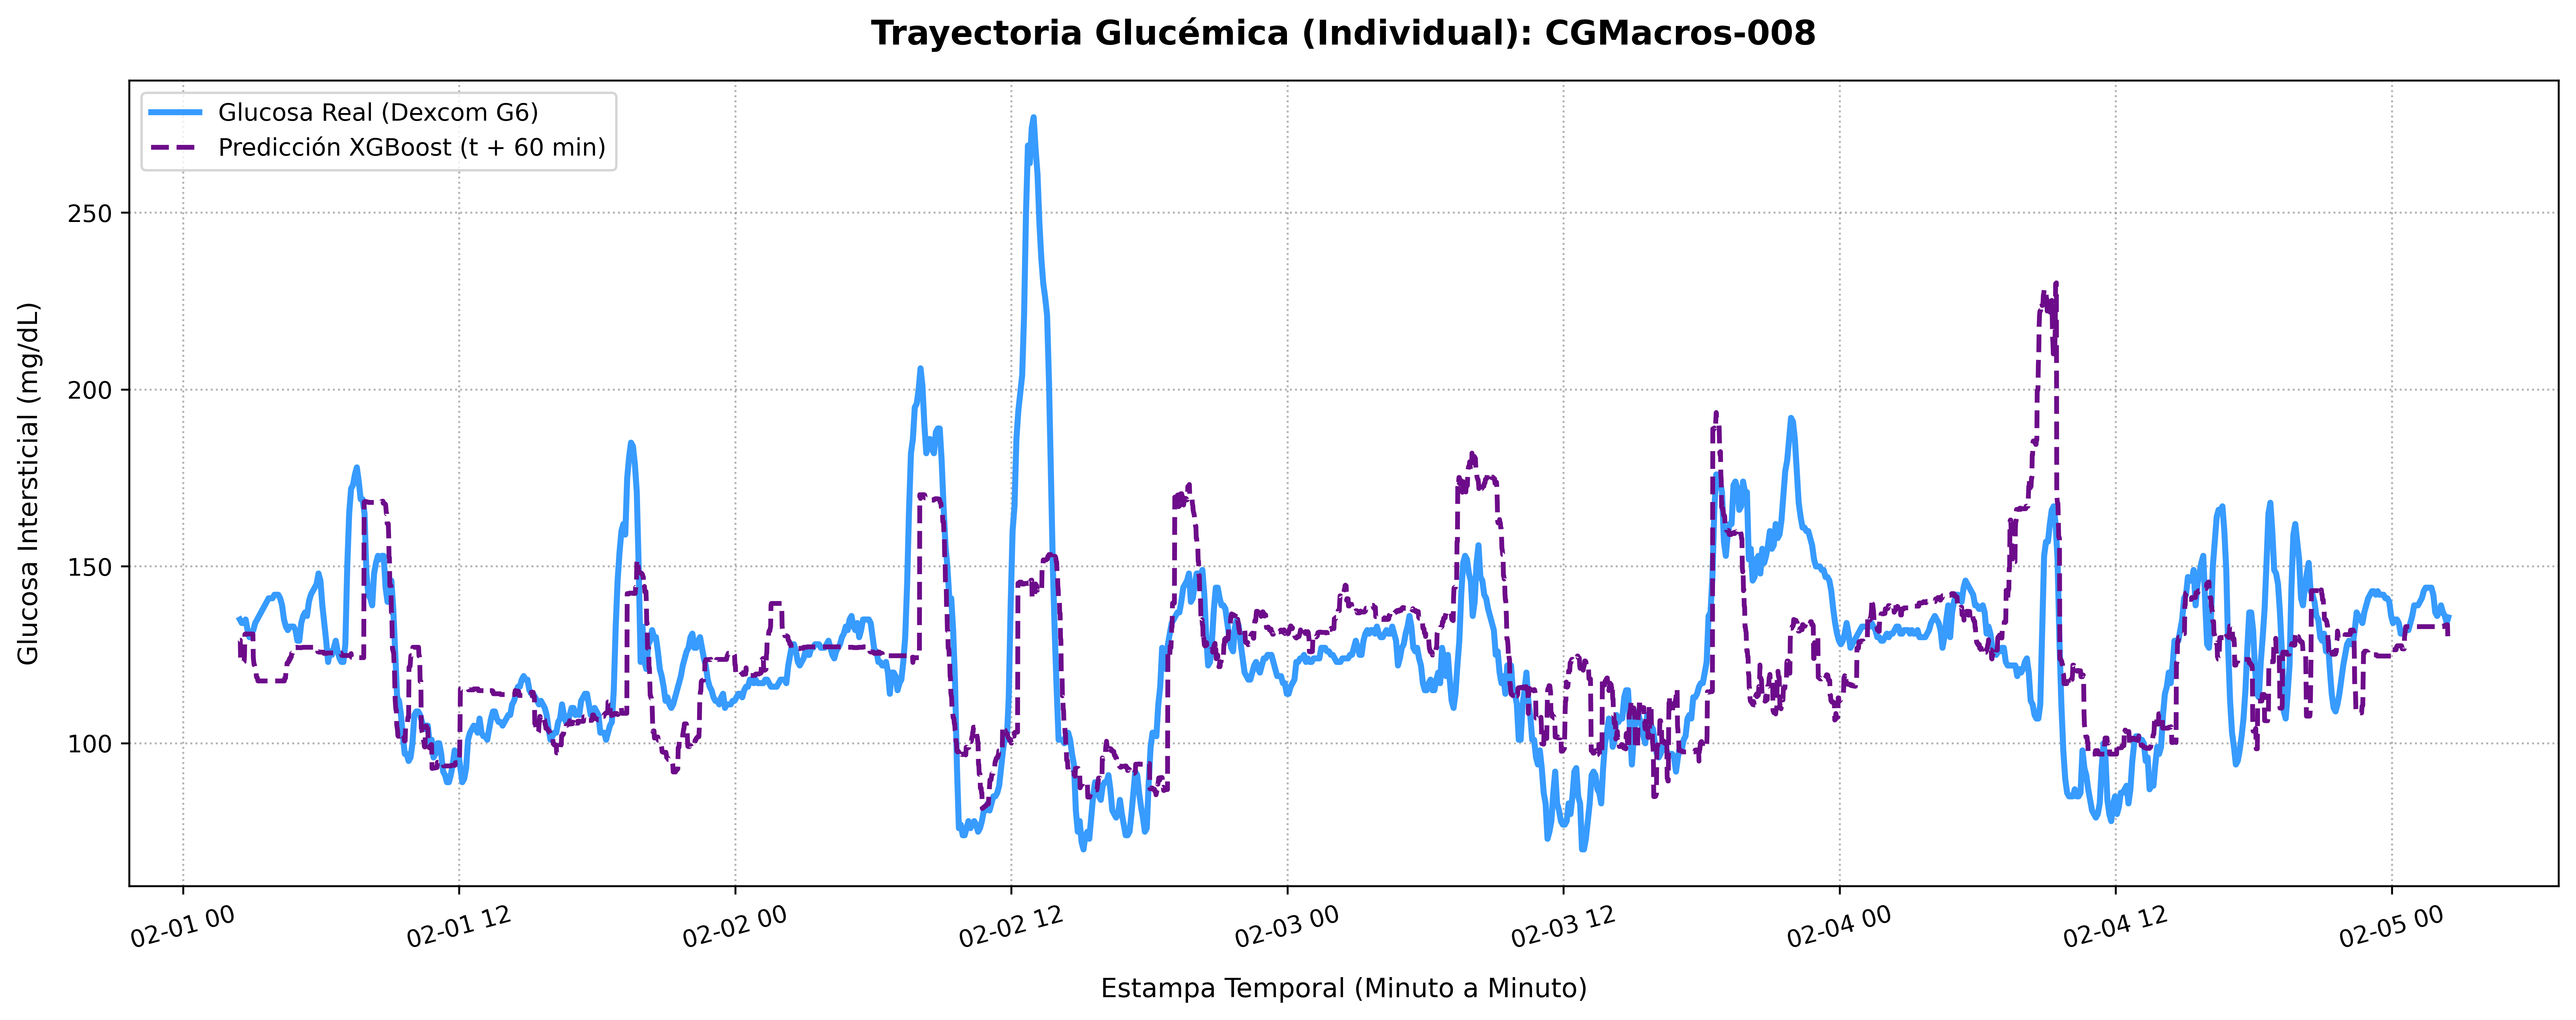 Trayectoria Glucémica (Individual): CGMacros-008
Glucosa Real (Dexcom G6)
Predicción XGBoost (t + 60 min)
Glucosa Intersticial (mg/dL)
250
200
150
100
02-01 00
02-01 12
02-02 00
02-02 12
02-03 00
02-03 12
02-04 00
02-04 12
02-05 00
Estampa Temporal (Minuto a Minuto)